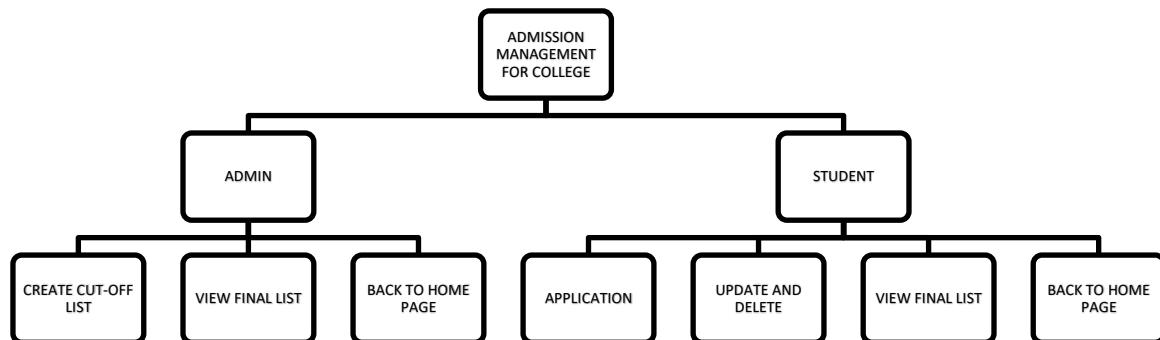 ADMISSION
MANAGEMENT
FOR COLLEGE
ADMIN
STUDENT
CREATE CUT-OFF
LIST
VIEW FINAL LIST
BACK TO HOME
PAGE
APPLICATION
UPDATE AND
DELETE
VIEW FINAL LIST
BACK TO HOME
PAGE